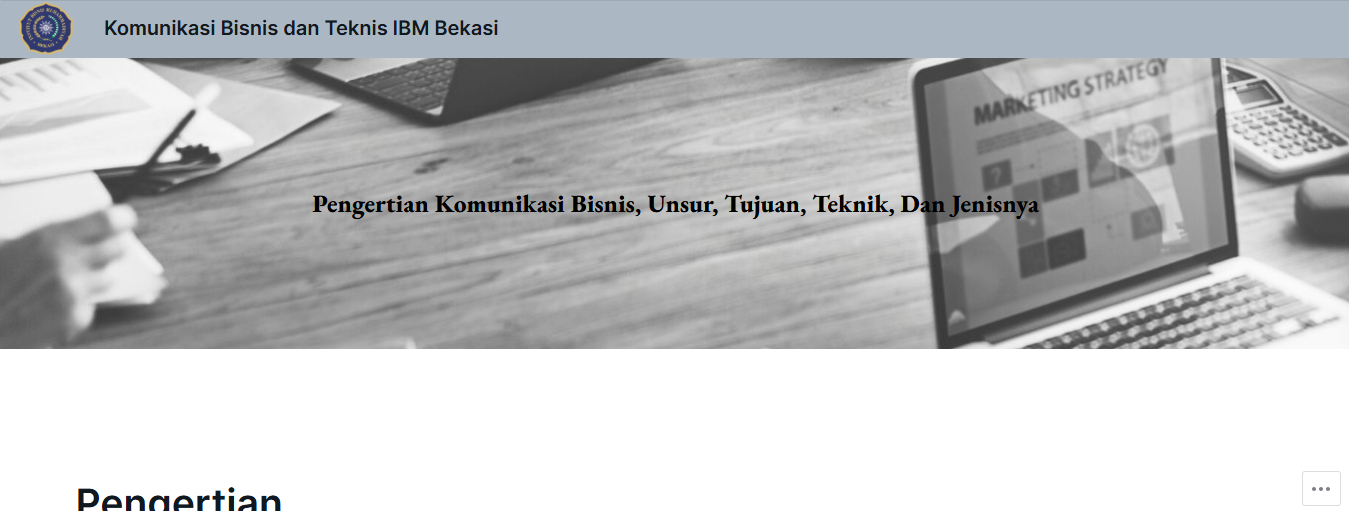 Komunikasi Bisnis dan Teknis IBM Bekasi
MARKETING STRATEGY
Pengertian Komunikasi Bisnis, Unsur, Tujuan, Teknik, Dan Jenisnya
Pengertian